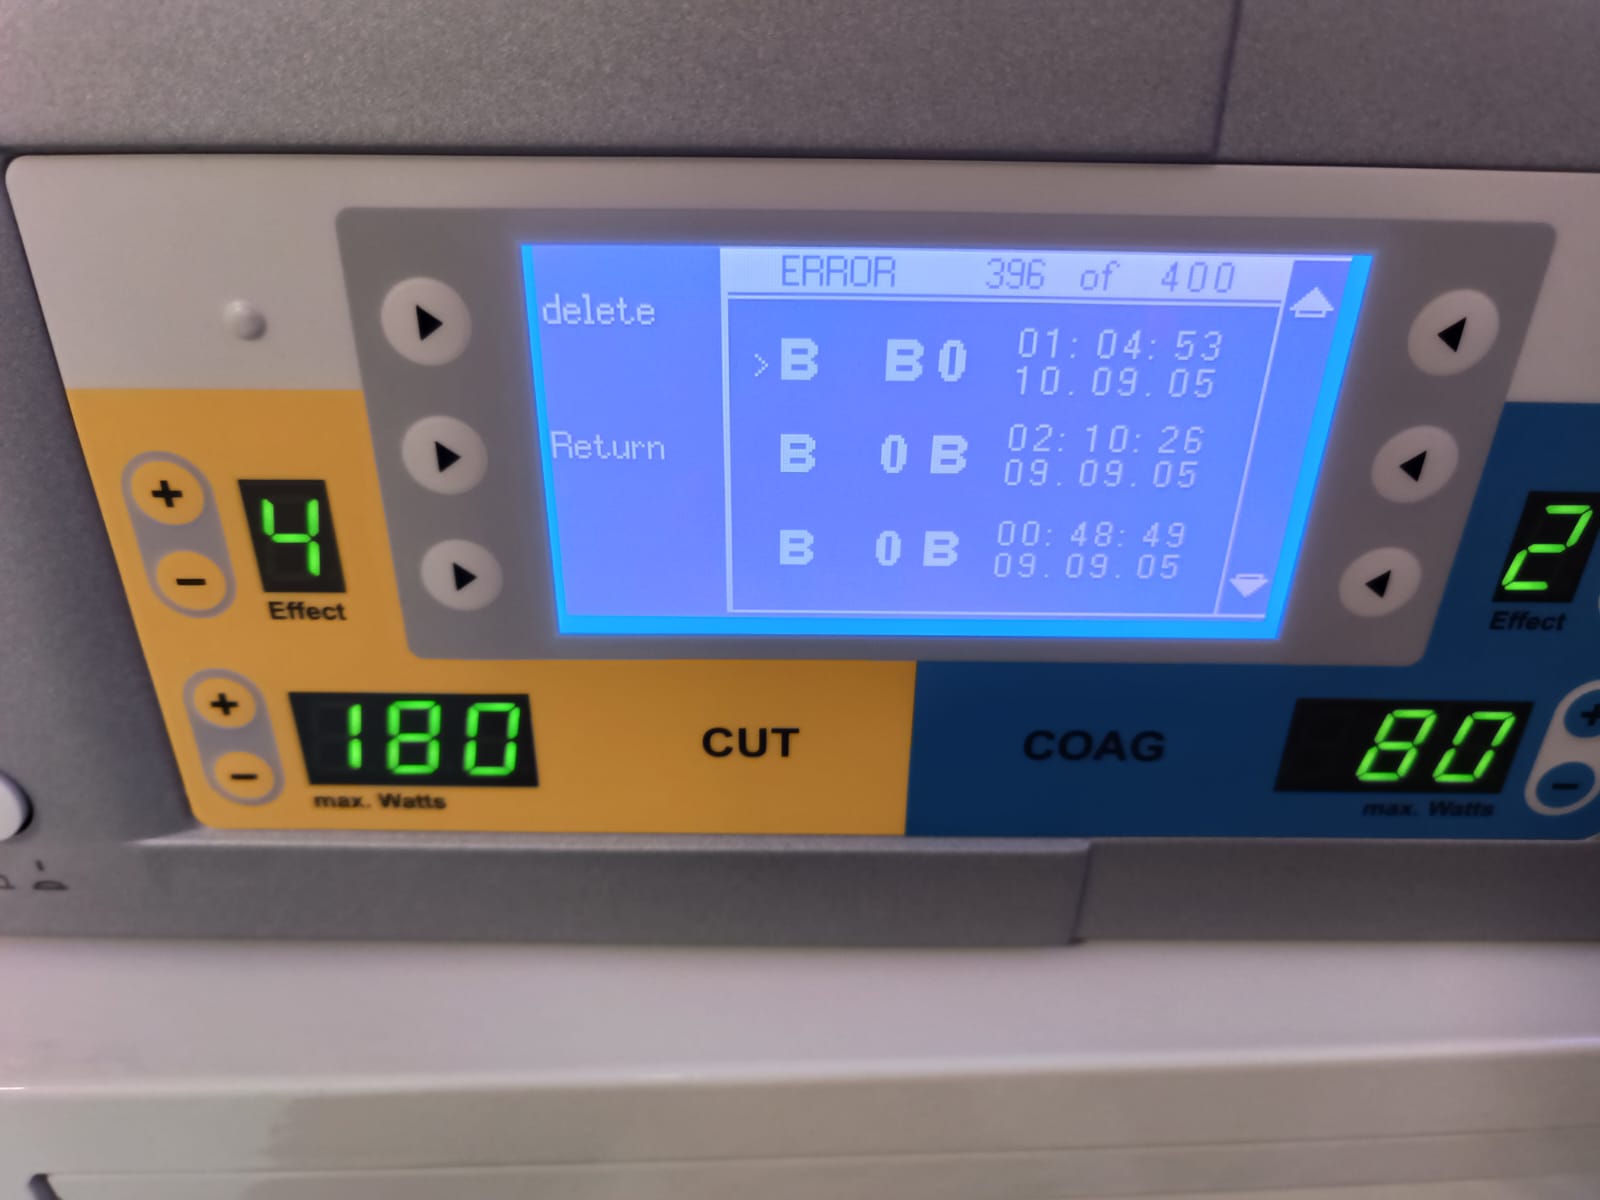 ERROR 396 of 400
delete
>B B0 01:04:53
10.09.05
Return
B 0B 02:10:26
09.09.05
B 0B 00:48:49
09.09.05
+
4
−
Effect
2
Effect
+
180
−
max. Watts
CUT
COAG
80
+
−
max. Watts